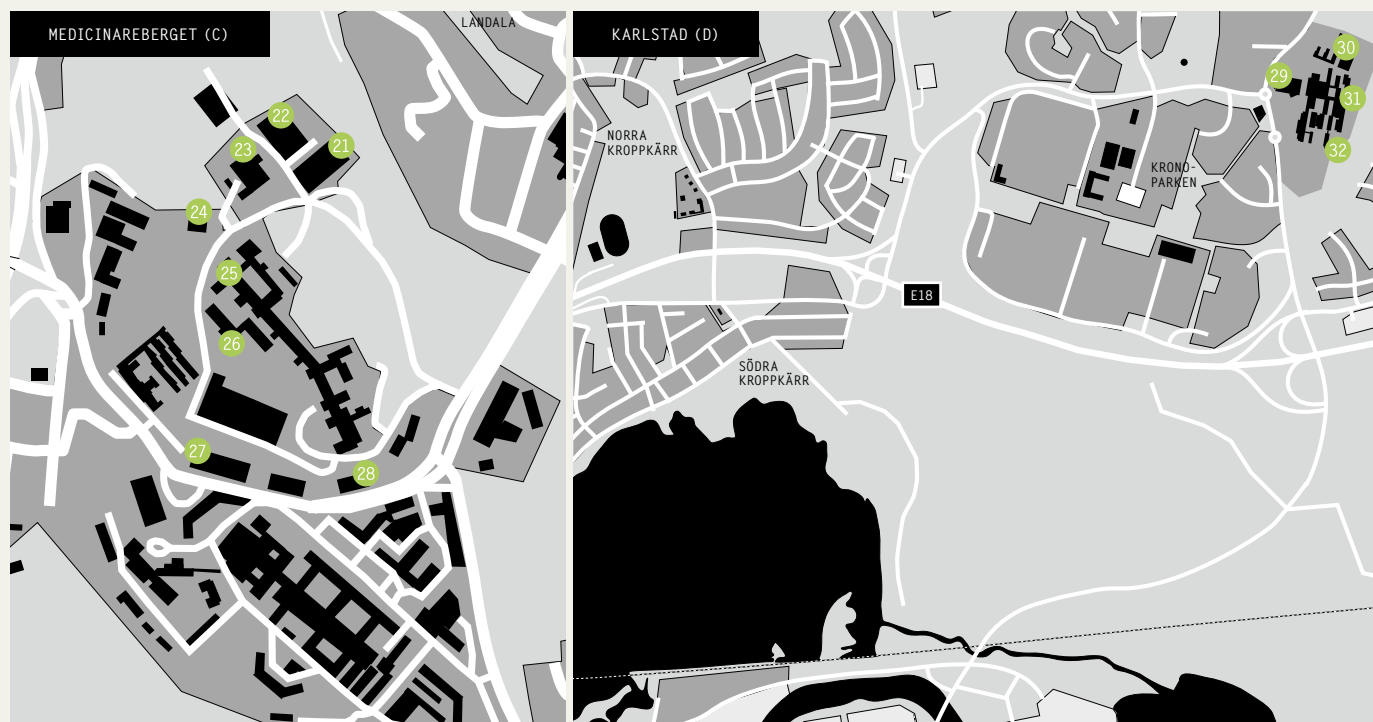 MEDICINAREBERGET (C)
LANDALA
22
23
21
24
25
26
27
28
KARLSTAD (D)
30
29
31
32
NORRA
KROPPKÄRR
KRONO-
PARKEN
E18
SÖDRA
KROPPKÄRR